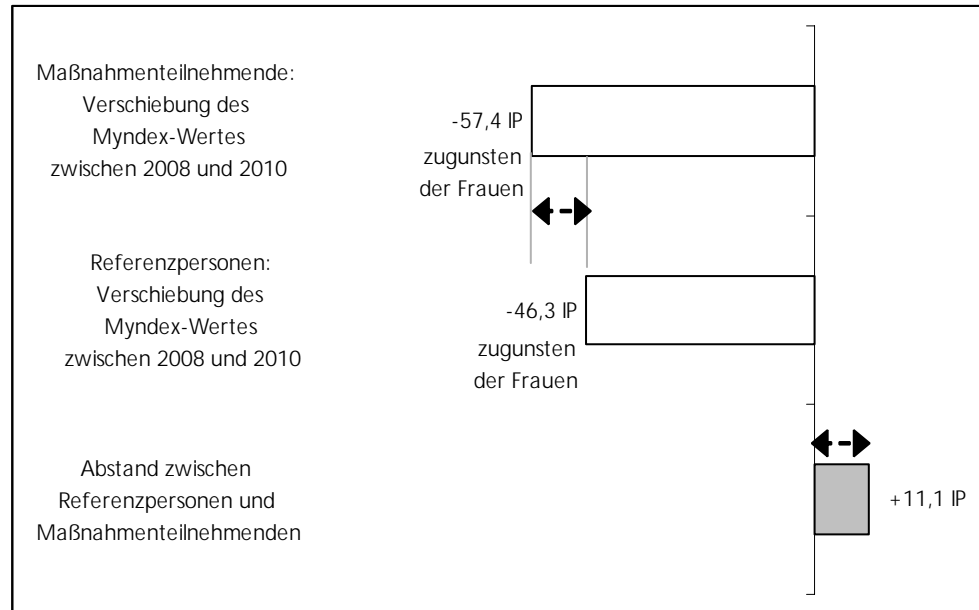 Maßnahmenteilnehmende:
Verschiebung des
Myndex-Wertes
zwischen 2008 und 2010
-57,4 IP
zugunsten
der Frauen
Referenzpersonen:
Verschiebung des
Myndex-Wertes
zwischen 2008 und 2010
-46,3 IP
zugunsten
der Frauen
Abstand zwischen
Referenzpersonen und
Maßnahmenteilnehmenden
+11,1 IP